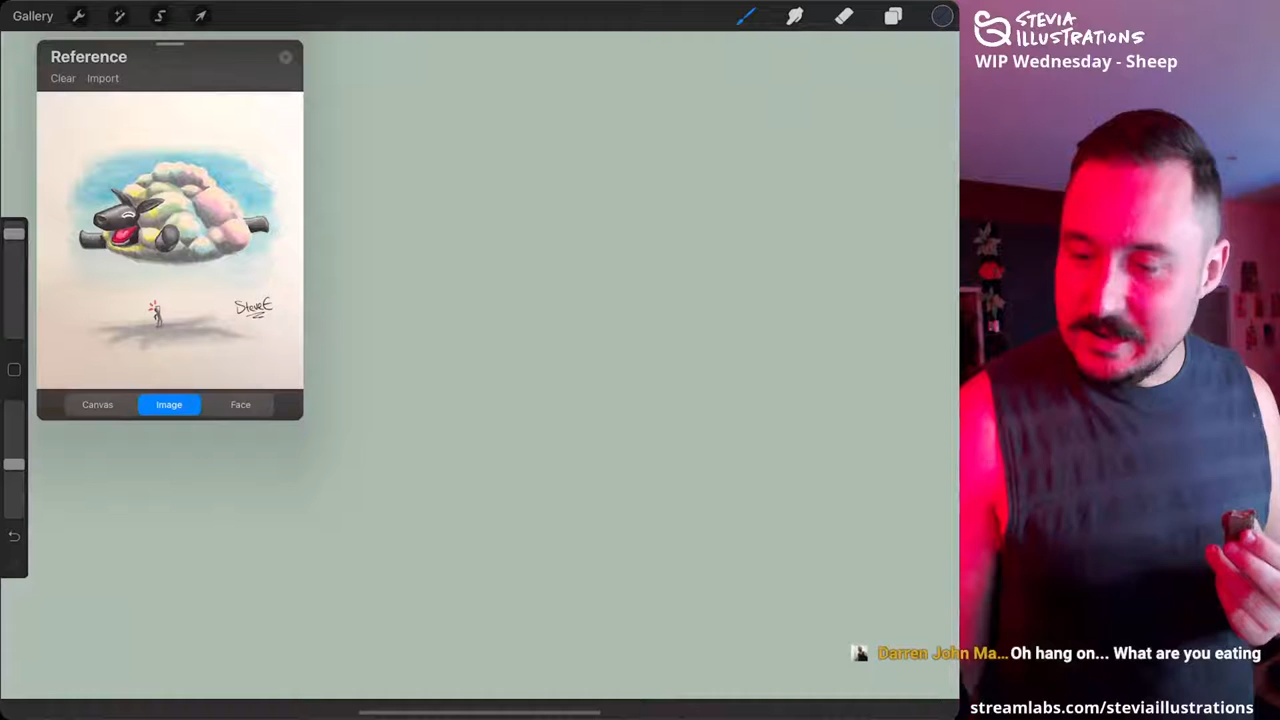 Gallery
Reference
Clear Import
SteveE
Canvas Image Face
STEVIA
ILLUSTRATIONS
WIP Wednesday - Sheep
Darren John Ma... Oh hang on... What are you eating
streamlabs.com/steviaillustrations